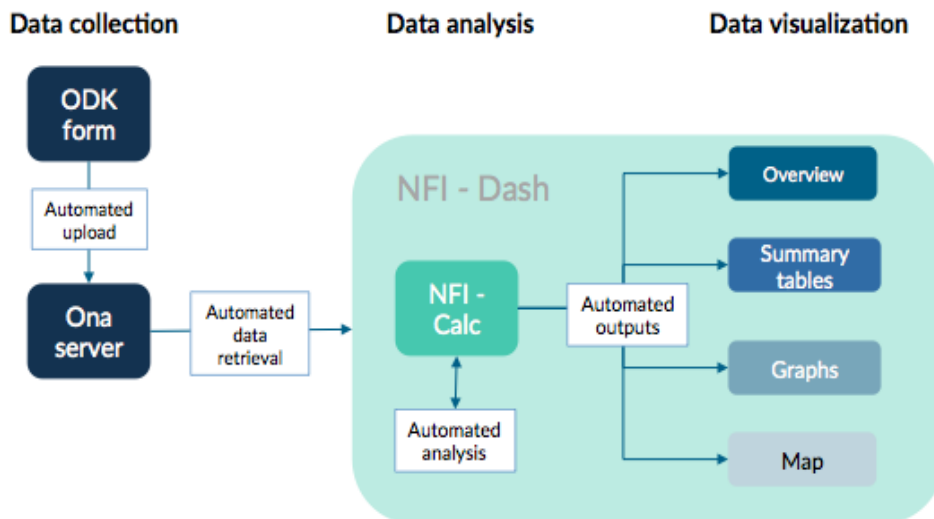 Data collection
Data analysis
Data visualization
ODK
form
Automated
upload
Ona
server
Automated
data
retrieval
NFI - Dash
NFI -
Calc
Automated
analysis
Automated
outputs
Overview
Summary
tables
Graphs
Map